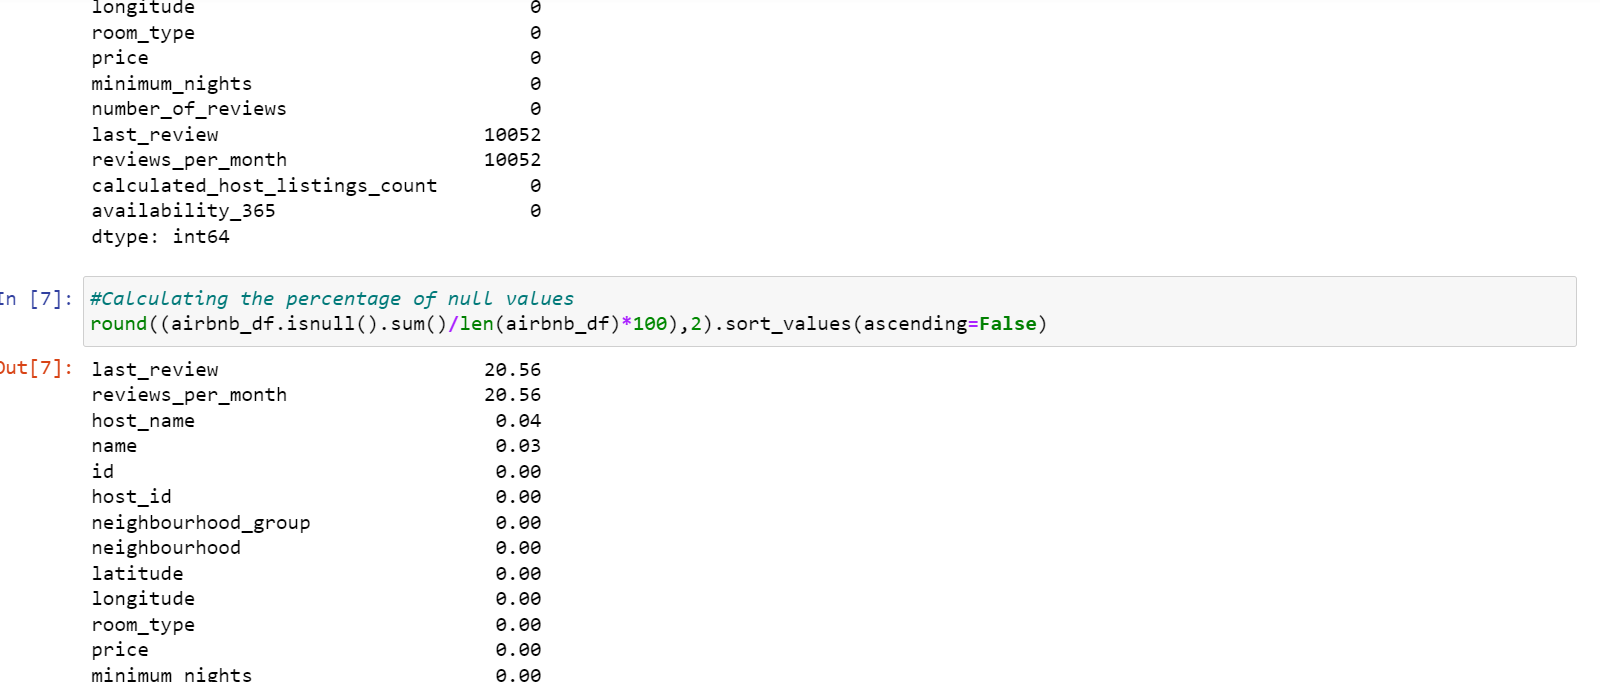 longitude 0
room_type 0
price 0
minimum_nights 0
number_of_reviews 0
last_review 10052
reviews_per_month 10052
calculated_host_listings_count 0
availability_365 0
dtype: int64
In [7]: #Calculating the percentage of null values
round((airbnb_df.isnull().sum()/len(airbnb_df)*100),2).sort_values(ascending=False)
Out[7]: last_review 20.56
reviews_per_month 20.56
host_name 0.04
name 0.03
id 0.00
host_id 0.00
neighbourhood_group 0.00
neighbourhood 0.00
latitude 0.00
longitude 0.00
room_type 0.00
price 0.00
minimum_nights 0.00